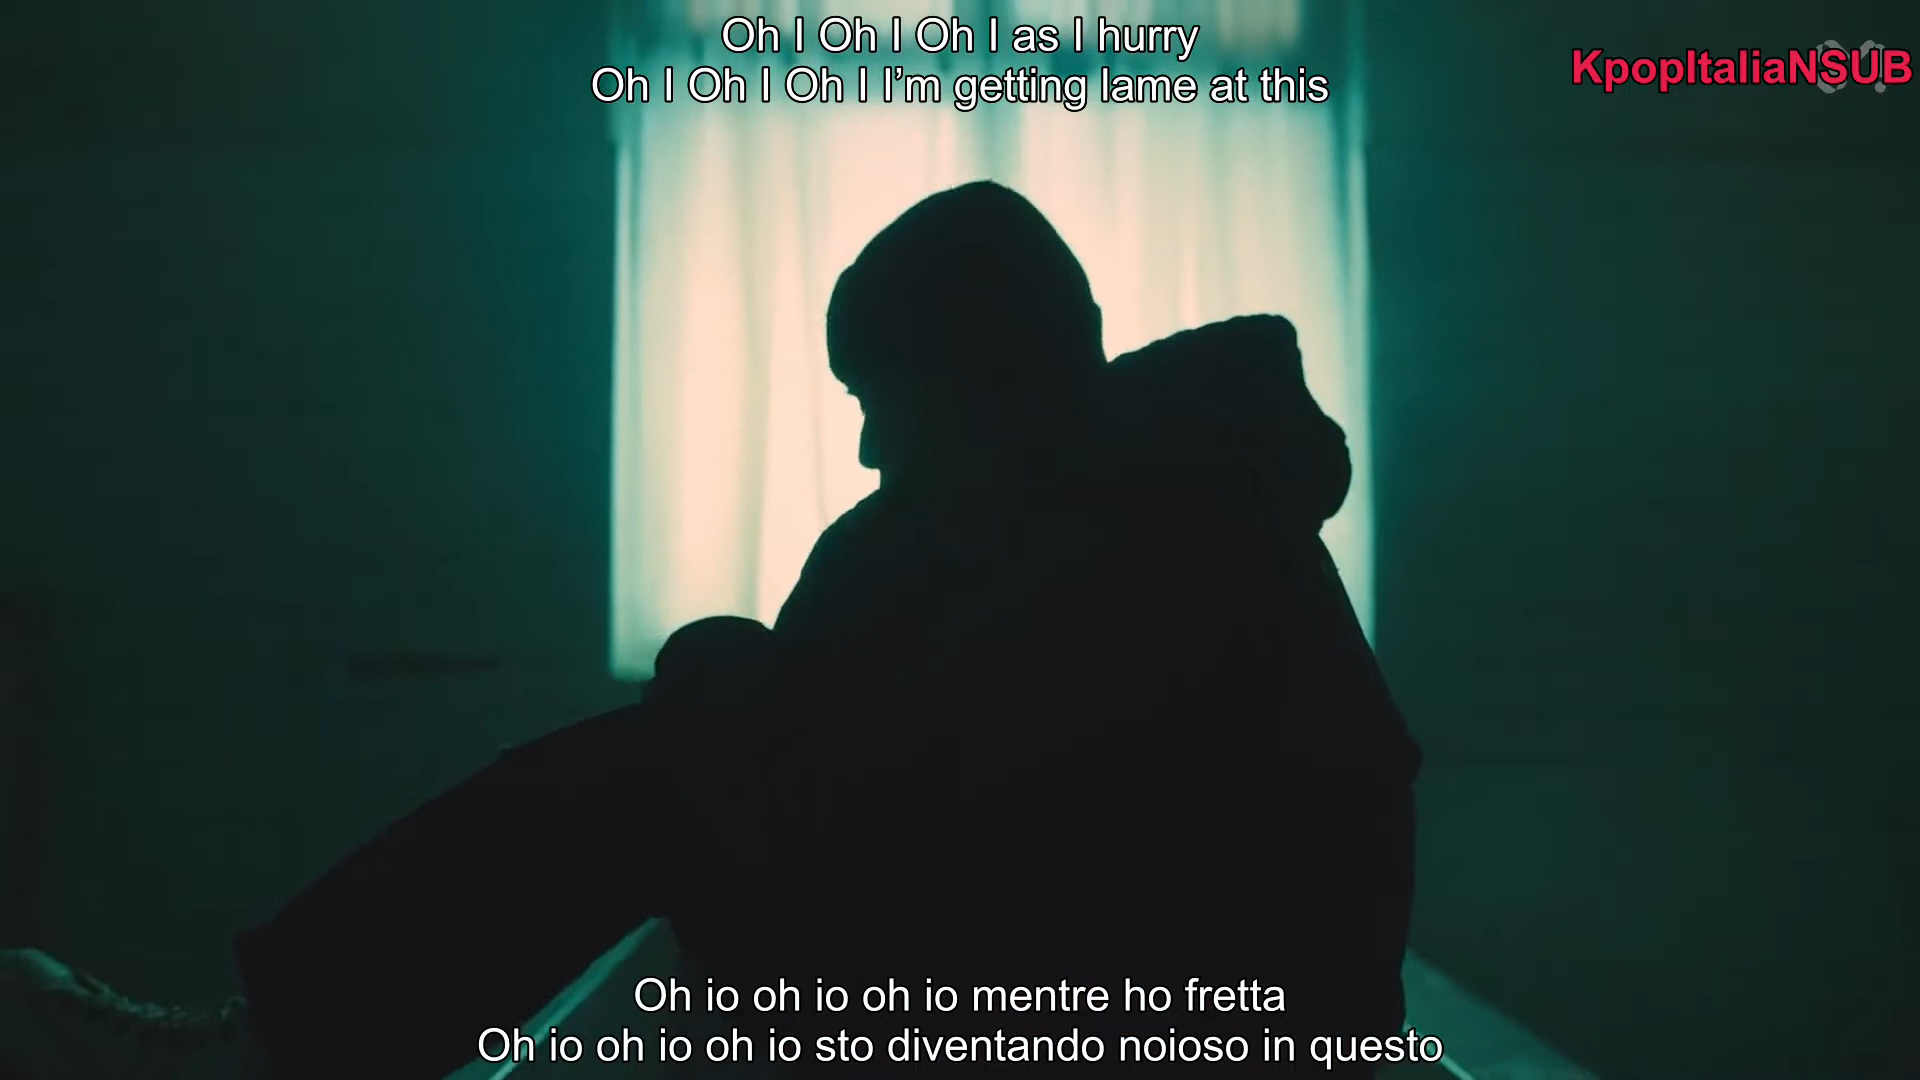 Oh I Oh I Oh I as I hurry
Oh I Oh I Oh I I’m getting lame at this
KpopItaliaNSUB
Oh io oh io oh io mentre ho fretta
Oh io oh io oh io sto diventando noioso in questo